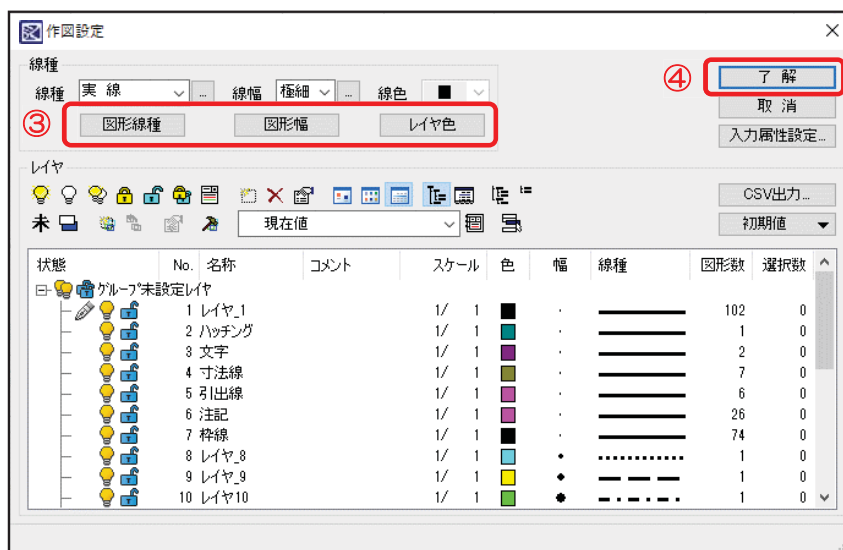 作図設定
線種
線種 実 線 ... 線幅 極細 ... 線色
③ 図形線種 図形幅 レイヤ色
④ 了 解
取 消
入力属性設定...
レイヤ
CSV出力...
未 現在値 初期値
状態 No. 名称 コメント スケール 色 幅 線種 図形数 選択数
グループ未設定レイヤ
1 レイヤ_1 1/ 1 102 0
2 ハッチング 1/ 1 1 0
3 文字 1/ 1 2 0
4 寸法線 1/ 1 7 0
5 引出線 1/ 1 6 0
6 注記 1/ 1 26 0
7 枠線 1/ 1 74 0
8 レイヤ_8 1/ 1 1 0
9 レイヤ_9 1/ 1 1 0
10 レイヤ10 1/ 1 1 0